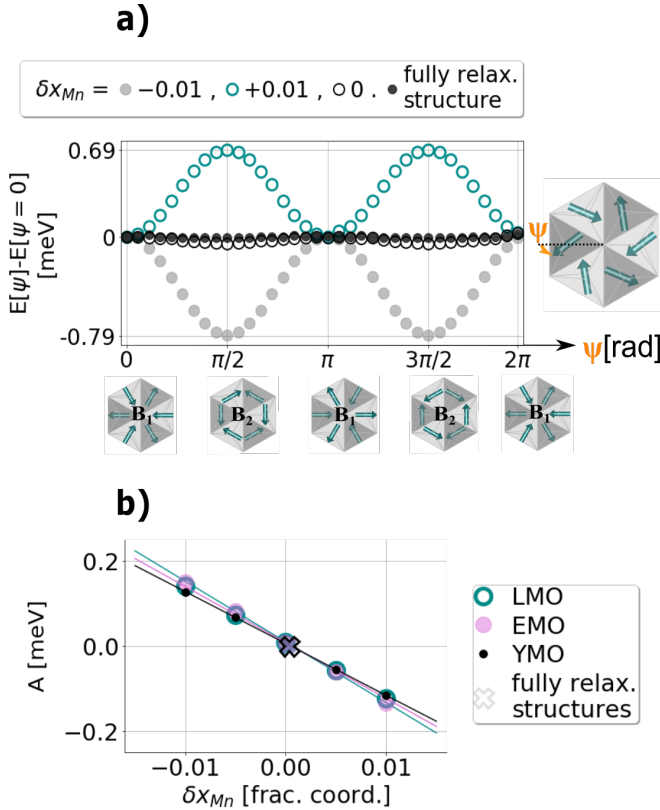 a)
δx_Mn = −0.01 , +0.01 , 0 . fully relax.
structure
E[ψ]-E[ψ = 0]
[meV]
0.69
0
-0.79
0 π/2 π 3π/2 2π
ψ[rad]
ψ
B₁ B₂ B₁ B₂ B₁
b)
A [meV]
0.2
0.0
−0.2
−0.01 0.00 0.01
δx_Mn [frac. coord.]
LMO
EMO
YMO
fully relax.
structures